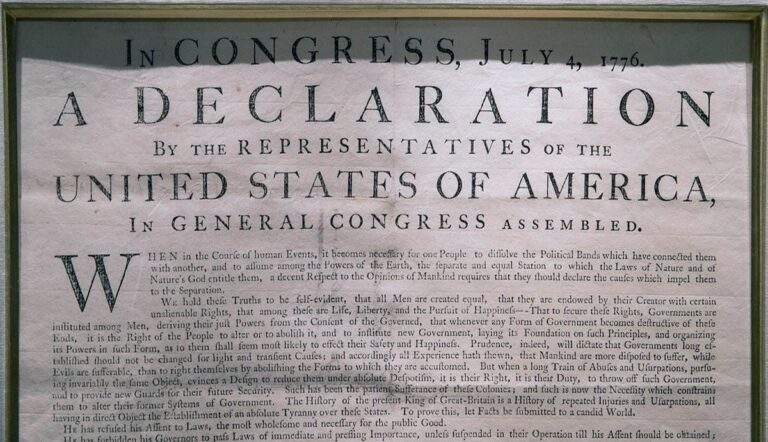 IN CONGRESS, JULY 4, 1776.
A DECLARATION
BY THE REPRESENTATIVES OF THE
UNITED STATES OF AMERICA,
IN GENERAL CONGRESS ASSEMBLED.
WHEN in the Course of human Events, it becomes necessary for one People to dissolve the Political Bands which have connected them
with another, and to assume among the Powers of the Earth, the separate and equal Station to which the Laws of Nature and of
Nature's God entitle them, a decent Respect to the Opinions of Mankind requires that they should declare the causes which impel them
to the Separation.
WE hold these Truths to be self-evident, that all Men are created equal, that they are endowed by their Creator with certain
unalienable Rights, that among these are Life, Liberty, and the Pursuit of Happiness--That to secure these Rights, Governments are
instituted among Men, deriving their just Powers from the Consent of the Governed, that whenever any Form of Government becomes destructive of these
Ends, it is the Right of the People to alter or to abolish it, and to institute new Government, laying its Foundation on such Principles, and organizing
its Powers in such Form, as to them shall seem most likely to effect their Safety and Happiness. Prudence, indeed, will dictate that Governments long es-
tablished should not be changed for light and transient Causes; and accordingly all Experience hath shewn, that Mankind are more disposed to suffer, while
Evils are sufferable, than to right themselves by abolishing the Forms to which they are accustomed. But when a long Train of Abuses and Usurpations, pursu-
ing invariably the same Object, evinces a Design to reduce them under absolute Despotism, it is their Right, it is their Duty, to throw off such Government,
and to provide new Guards for their future Security. Such has been the patient Sufferance of these Colonies; and such is now the Necessity which constrains
them to alter their former Systems of Government. The History of the present King of Great-Britain is a History of repeated Injuries and Usurpations, all
having in direct Object the Establishment of an absolute Tyranny over these States. To prove this, let Facts be submitted to a candid World.
HE has refused his Assent to Laws, the most wholesome and necessary for the public Good.
HE has forbidden his Governors to pass Laws of immediate and pressing Importance, unless suspended in their Operation till his Assent should be obtained;